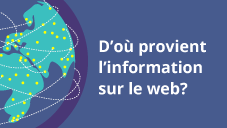 D’où provient
l’information
sur le web?